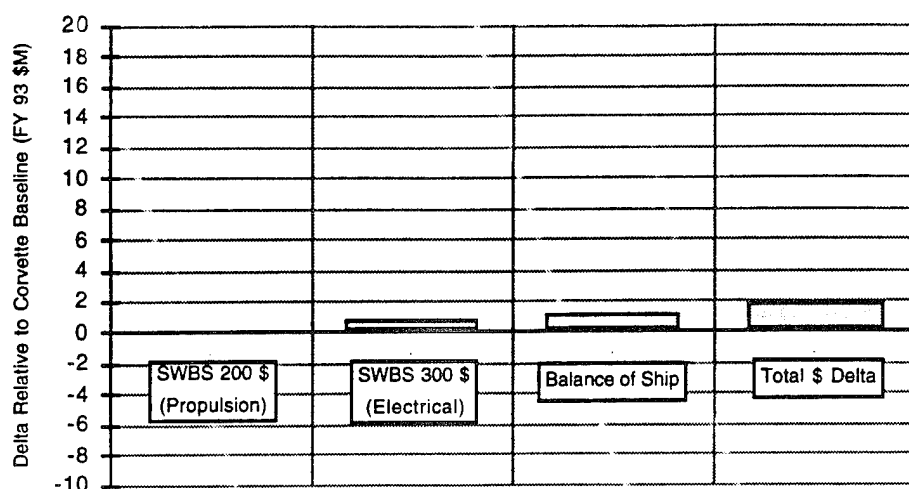 Delta Relative to Corvette Baseline (FY 93 $M)
20
18
16
14
12
10
8
6
4
2
0
-2
-4
-6
-8
-10
SWBS 200 $
(Propulsion)
SWBS 300 $
(Electrical)
Balance of Ship
Total $ Delta